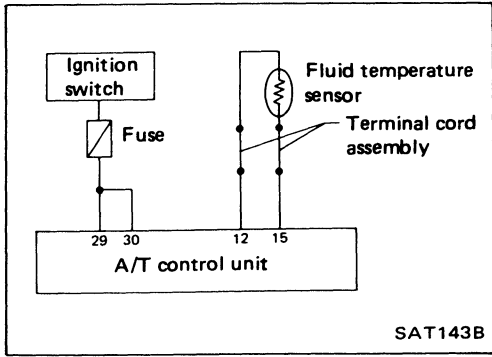 Ignition
switch
Fluid temperature
sensor
Fuse
Terminal cord
assembly
29 30 12 15
A/T control unit
SAT143B